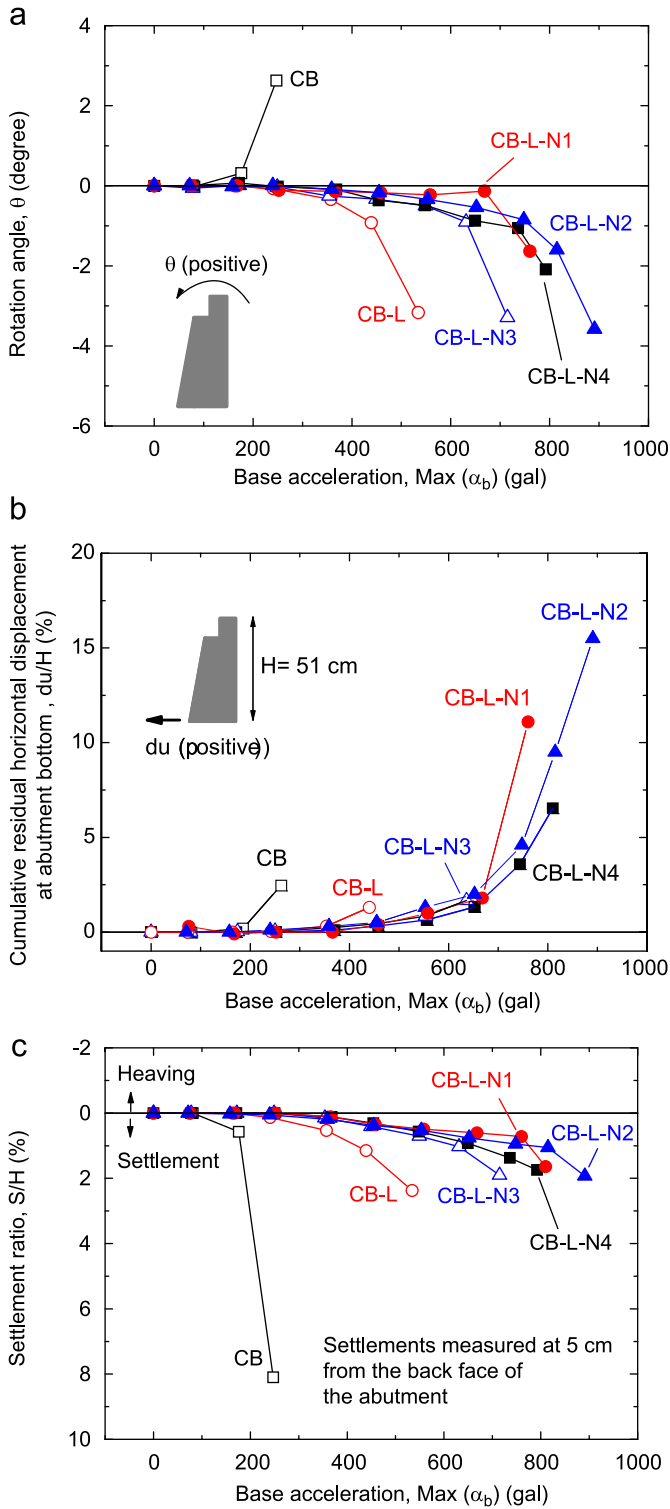 a
Rotation angle, θ (degree)
4
2
0
-2
-4
-6
CB
CB-L-N1
CB-L-N2
θ (positive)
CB-L
CB-L-N3
CB-L-N4
0 200 400 600 800 1000
Base acceleration, Max (αb) (gal)
b
Cumulative residual horizontal displacement
at abutment bottom , du/H (%)
20
15
10
5
0
CB-L-N2
H= 51 cm
CB-L-N1
du (positive))
CB-L-N3
CB
CB-L
CB-L-N4
0 200 400 600 800 1000
Base acceleration, Max (αb) (gal)
c
Settlement ratio, S/H (%)
-2
0
2
4
6
8
10
Heaving
Settlement
CB-L-N1
CB-L-N2
CB-L
CB-L-N3
CB-L-N4
CB
Settlements measured at 5 cm
from the back face of
the abutment
0 200 400 600 800 1000
Base acceleration, Max (αb) (gal)